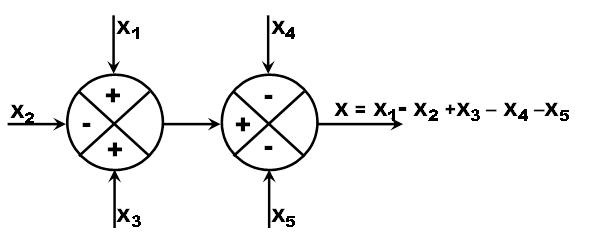 X₁ X₄
+ -
X₂ - + X = X₁- X₂ +X₃ – X₄ –X₅
+ -
X₃ X₅